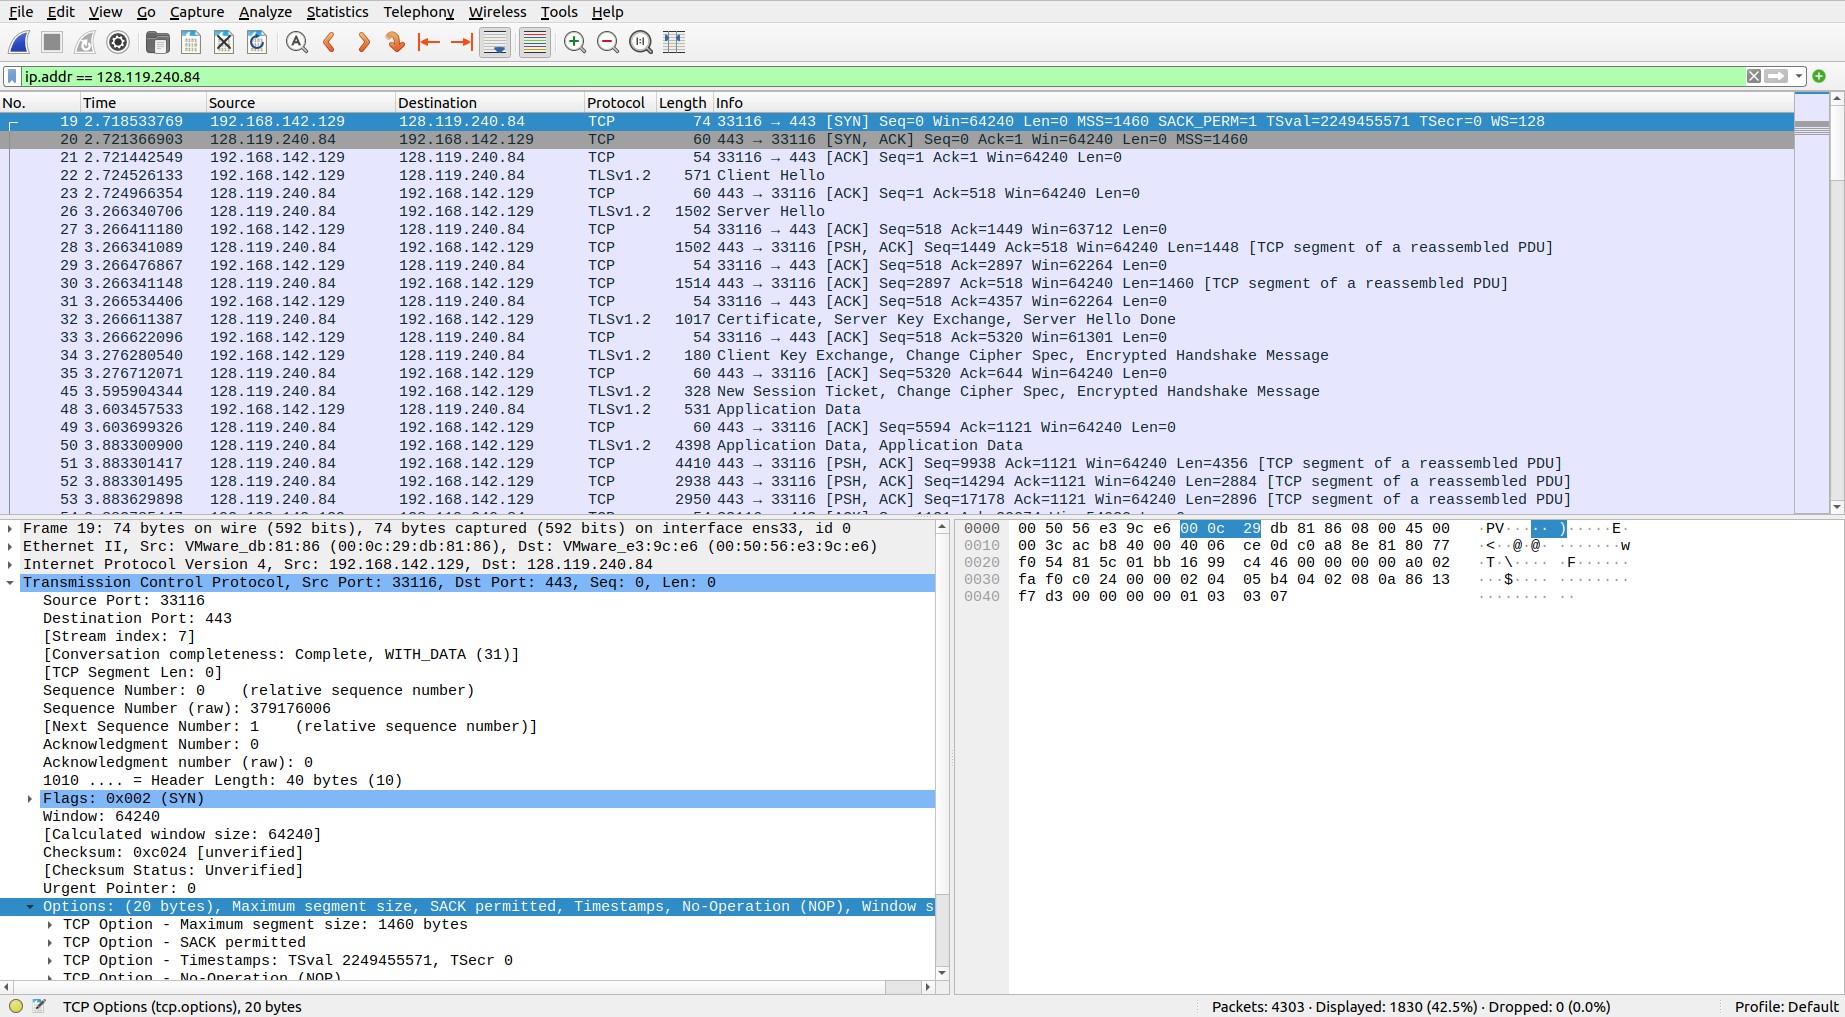 File Edit View Go Capture Analyze Statistics Telephony Wireless Tools Help
ip.addr == 128.119.240.84
No. Time Source Destination Protocol Length Info
19 2.718533769 192.168.142.129 128.119.240.84 TCP 74 33116 → 443 [SYN] Seq=0 Win=64240 Len=0 MSS=1460 SACK_PERM=1 TSval=2249455571 TSecr=0 WS=128
20 2.721366903 128.119.240.84 192.168.142.129 TCP 60 443 → 33116 [SYN, ACK] Seq=0 Ack=1 Win=64240 Len=0 MSS=1460
21 2.721442549 192.168.142.129 128.119.240.84 TCP 54 33116 → 443 [ACK] Seq=1 Ack=1 Win=64240 Len=0
22 2.724526133 192.168.142.129 128.119.240.84 TLSv1.2 571 Client Hello
23 2.724966354 128.119.240.84 192.168.142.129 TCP 60 443 → 33116 [ACK] Seq=1 Ack=518 Win=64240 Len=0
26 3.266340706 128.119.240.84 192.168.142.129 TLSv1.2 1502 Server Hello
27 3.266411180 192.168.142.129 128.119.240.84 TCP 54 33116 → 443 [ACK] Seq=518 Ack=1449 Win=63712 Len=0
28 3.266341089 128.119.240.84 192.168.142.129 TCP 1502 443 → 33116 [PSH, ACK] Seq=1449 Ack=518 Win=64240 Len=1448 [TCP segment of a reassembled PDU]
29 3.266476867 192.168.142.129 128.119.240.84 TCP 54 33116 → 443 [ACK] Seq=518 Ack=2897 Win=62264 Len=0
30 3.266341148 128.119.240.84 192.168.142.129 TCP 1514 443 → 33116 [ACK] Seq=2897 Ack=518 Win=64240 Len=1460 [TCP segment of a reassembled PDU]
31 3.266534406 192.168.142.129 128.119.240.84 TCP 54 33116 → 443 [ACK] Seq=518 Ack=4357 Win=62264 Len=0
32 3.266611387 128.119.240.84 192.168.142.129 TLSv1.2 1017 Certificate, Server Key Exchange, Server Hello Done
33 3.266622096 192.168.142.129 128.119.240.84 TCP 54 33116 → 443 [ACK] Seq=518 Ack=5320 Win=61301 Len=0
34 3.276280540 192.168.142.129 128.119.240.84 TLSv1.2 180 Client Key Exchange, Change Cipher Spec, Encrypted Handshake Message
35 3.276712071 128.119.240.84 192.168.142.129 TCP 60 443 → 33116 [ACK] Seq=5320 Ack=644 Win=64240 Len=0
45 3.595904344 128.119.240.84 192.168.142.129 TLSv1.2 328 New Session Ticket, Change Cipher Spec, Encrypted Handshake Message
48 3.603457533 192.168.142.129 128.119.240.84 TLSv1.2 531 Application Data
49 3.603699326 128.119.240.84 192.168.142.129 TCP 60 443 → 33116 [ACK] Seq=5594 Ack=1121 Win=64240 Len=0
50 3.883300900 128.119.240.84 192.168.142.129 TLSv1.2 4398 Application Data, Application Data
51 3.883301417 128.119.240.84 192.168.142.129 TCP 4410 443 → 33116 [PSH, ACK] Seq=9938 Ack=1121 Win=64240 Len=4356 [TCP segment of a reassembled PDU]
52 3.883301495 128.119.240.84 192.168.142.129 TCP 2938 443 → 33116 [PSH, ACK] Seq=14294 Ack=1121 Win=64240 Len=2884 [TCP segment of a reassembled PDU]
53 3.883629898 128.119.240.84 192.168.142.129 TCP 2950 443 → 33116 [PSH, ACK] Seq=17178 Ack=1121 Win=64240 Len=2896 [TCP segment of a reassembled PDU]
Frame 19: 74 bytes on wire (592 bits), 74 bytes captured (592 bits) on interface ens33, id 0
Ethernet II, Src: VMware_db:81:86 (00:0c:29:db:81:86), Dst: VMware_e3:9c:e6 (00:50:56:e3:9c:e6)
Internet Protocol Version 4, Src: 192.168.142.129, Dst: 128.119.240.84
Transmission Control Protocol, Src Port: 33116, Dst Port: 443, Seq: 0, Len: 0
Source Port: 33116
Destination Port: 443
[Stream index: 7]
[Conversation completeness: Complete, WITH_DATA (31)]
[TCP Segment Len: 0]
Sequence Number: 0 (relative sequence number)
Sequence Number (raw): 379176006
[Next Sequence Number: 1 (relative sequence number)]
Acknowledgment Number: 0
Acknowledgment number (raw): 0
1010 .... = Header Length: 40 bytes (10)
Flags: 0x002 (SYN)
Window: 64240
[Calculated window size: 64240]
Checksum: 0xc024 [unverified]
[Checksum Status: Unverified]
Urgent Pointer: 0
Options: (20 bytes), Maximum segment size, SACK permitted, Timestamps, No-Operation (NOP), Window s
TCP Option - Maximum segment size: 1460 bytes
TCP Option - SACK permitted
TCP Option - Timestamps: TSval 2249455571, TSecr 0
TCP Option - No-Operation (NOP)
0000 00 50 56 e3 9c e6 00 0c 29 db 81 86 08 00 45 00 ·PV·····)·····E·
0010 00 3c ac b8 40 00 40 06 ce 0d c0 a8 8e 81 80 77 ·<··@·@· ·······w
0020 f0 54 81 5c 01 bb 16 99 c4 46 00 00 00 00 a0 02 ·T·\···· ·F······
0030 fa f0 c0 24 00 00 02 04 05 b4 04 02 08 0a 86 13 ···$···· ········
0040 f7 d3 00 00 00 00 01 03 03 07 ········ ··
TCP Options (tcp.options), 20 bytes Packets: 4303 · Displayed: 1830 (42.5%) · Dropped: 0 (0.0%) Profile: Default